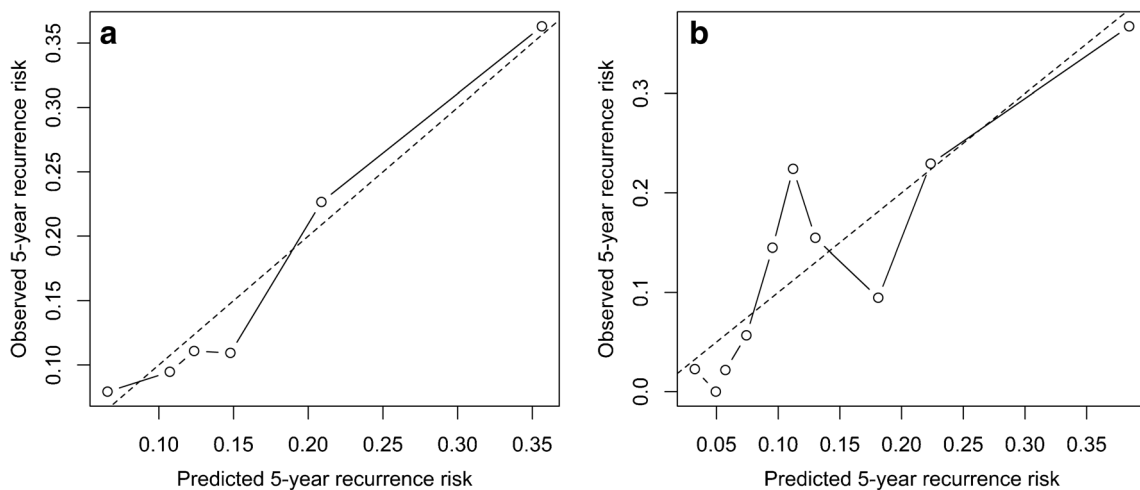 a
Observed 5-year recurrence risk
0.35
0.30
0.25
0.20
0.15
0.10
0.10 0.15 0.20 0.25 0.30 0.35
Predicted 5-year recurrence risk
b
Observed 5-year recurrence risk
0.3
0.2
0.1
0.0
0.05 0.10 0.15 0.20 0.25 0.30 0.35
Predicted 5-year recurrence risk